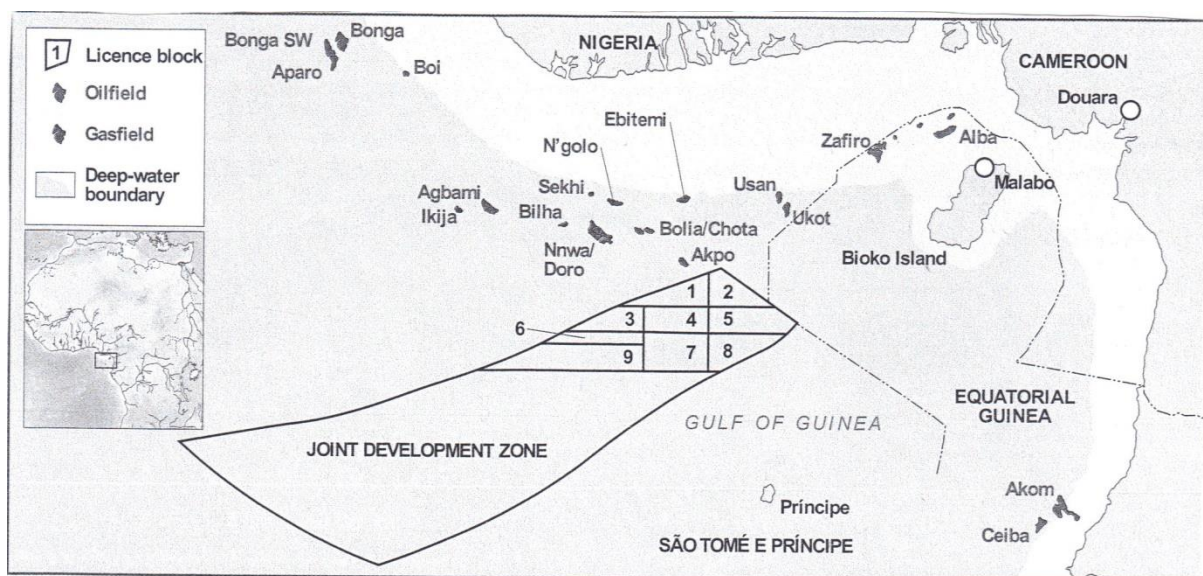 1 Licence block
Oilfield
Gasfield
Deep-water
boundary
Bonga SW
Bonga
Aparo
Boi
NIGERIA
CAMEROON
Douara
Ebitemi
N'golo
Zafiro
Alba
Malabo
Agbami
Ikija
Sekhi
Bilha
Usan
Ukot
Nnwa/
Doro
Bolia/Chota
Akpo
Bioko Island
1
2
3
4
5
6
7
8
9
JOINT DEVELOPMENT ZONE
GULF OF GUINEA
EQUATORIAL
GUINEA
Príncipe
SÃO TOMÉ E PRÍNCIPE
Akom
Ceiba